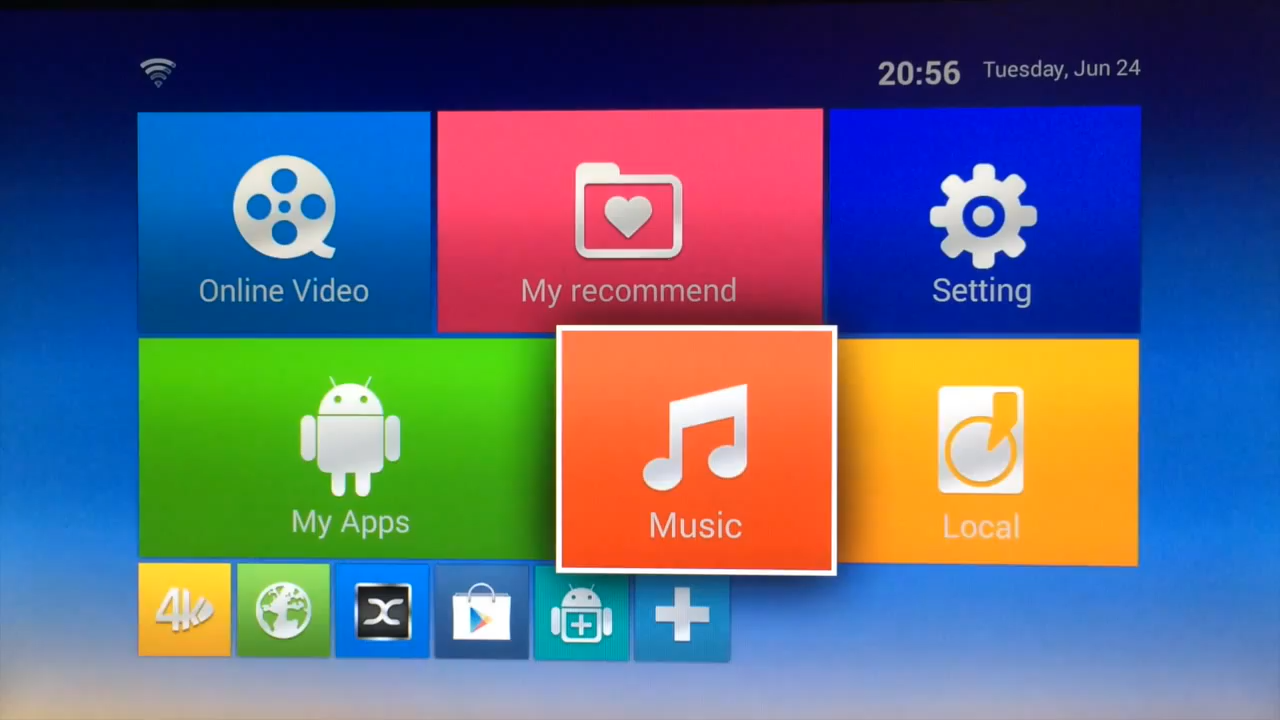 20:56 Tuesday, Jun 24
Online Video
My recommend
Setting
My Apps
Music
Local
4K